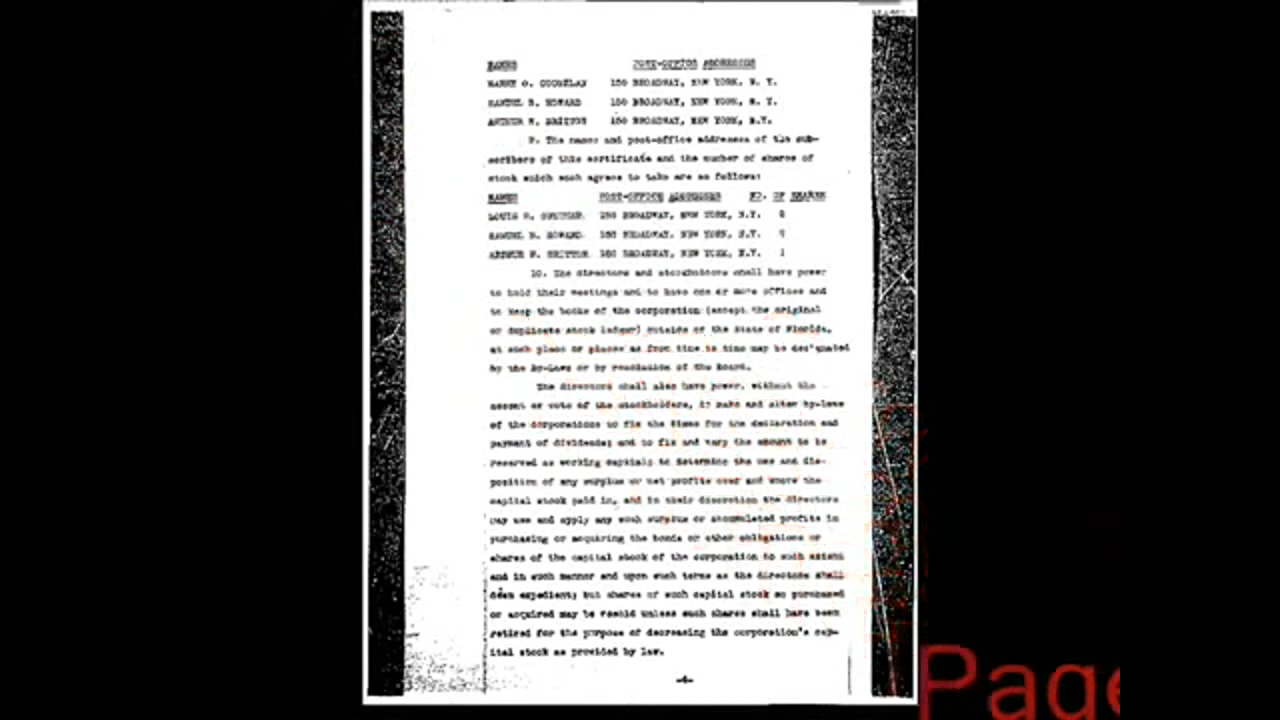 NAMES POST-OFFICE ADDRESSES
HARRY O. COUGHLAN 150 BROADWAY, NEW YORK, N. Y.
SAMUEL B. HOWARD 150 BROADWAY, NEW YORK, N. Y.
ARTHUR W. BRITTON 150 BROADWAY, NEW YORK, N.Y.
9. The names and post-office addresses of the sub-
scribers of this certificate and the number of shares of
stock which each agrees to take are as follows:
NAMES POST-OFFICE ADDRESSES NO. OF SHARES
LOUIS 150 BROADWAY, NEW YORK, N.Y. 8
SAMUEL B. HOWARD 150 BROADWAY, NEW YORK, N.Y.
ARTHUR W. BRITTON 150 BROADWAY, NEW YORK, N.Y. 1
10. The directors and stockholders shall have power
to hold their meetings and to have one or more offices and
to keep the books of the corporation (except the original
or duplicate stock ledger) outside of the State of Florida,
at such place or places as from time to time may be designated
by the By-Laws or by resolution of the Board.
The directors shall also have power, without the
assent or vote of the stockholders, to make and alter by-laws
of the corporation; to fix the times for the declaration and
payment of dividends; and to fix and vary the amount to be
reserved as working capital; to determine the use and dis-
position of any surplus or net profits over and above the
capital stock paid in, and in their discretion the directors
may use and apply any such surplus or accumulated profits in
purchasing or acquiring the bonds or other obligations or
shares of the capital stock of the corporation to such extent
and in such manner and upon such terms as the directors shall
deem expedient; but shares of such capital stock so purchased
or acquired may be resold unless such shares shall have been
retired for the purpose of decreasing the corporation's cap-
ital stock as provided by law.
-4-
Page